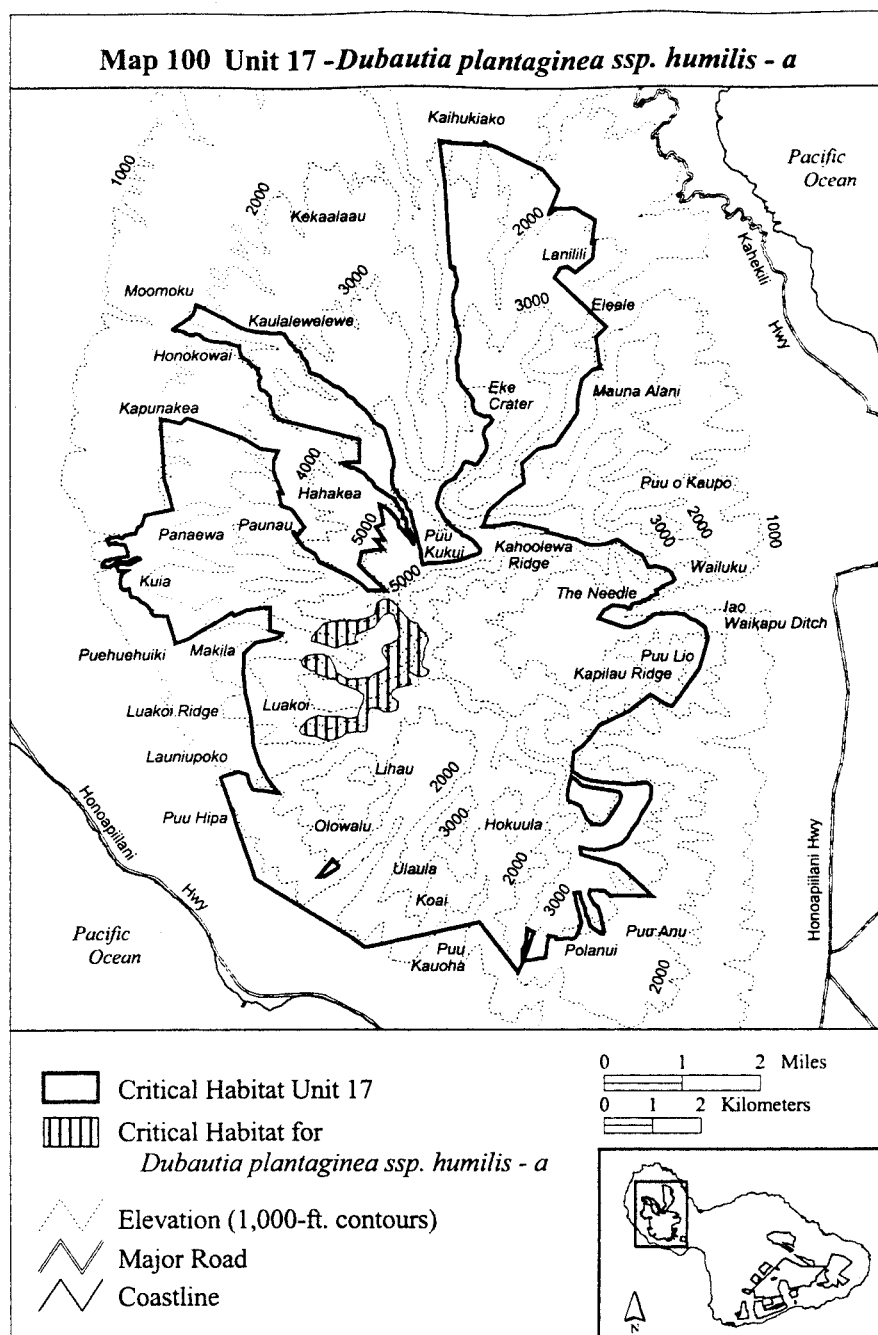 Map 100 Unit 17 -Dubautia plantaginea ssp. humilis - a
Kaihukiako
Pacific
Ocean
1000
2000
Kekaalaau
2000
Lanilili
Kahekili
Hwy
3000
3000
Eleele
Moomoku
Kaulalewelewe
Honokowai
Eke
Crater
Mauna Alani
Kapunakea
4000
Hahakea
Puu o Kaupo
3000
2000
1000
Panaewa
Paunau
5000
Puu
Kukui
Kahoolewa
Ridge
Wailuku
Kuia
5000
The Needle
Iao
Waikapu Ditch
Puehuehuiki
Makila
Puu Lio
Kapilau Ridge
Luakoi Ridge
Luakoi
Launiupoko
Lihau
2000
Puu Hipa
Olowalu
3000
Hokuula
Honoapiilani
Hwy
Ulaula
2000
Koai
3000
Honoapiilani Hwy
Pacific
Ocean
Puu
Kauoha
Polanui
Puu Anu
2000
Critical Habitat Unit 17
Critical Habitat for
Dubautia plantaginea ssp. humilis - a
Elevation (1,000-ft. contours)
Major Road
Coastline
0 1 2 Miles
0 1 2 Kilometers
N